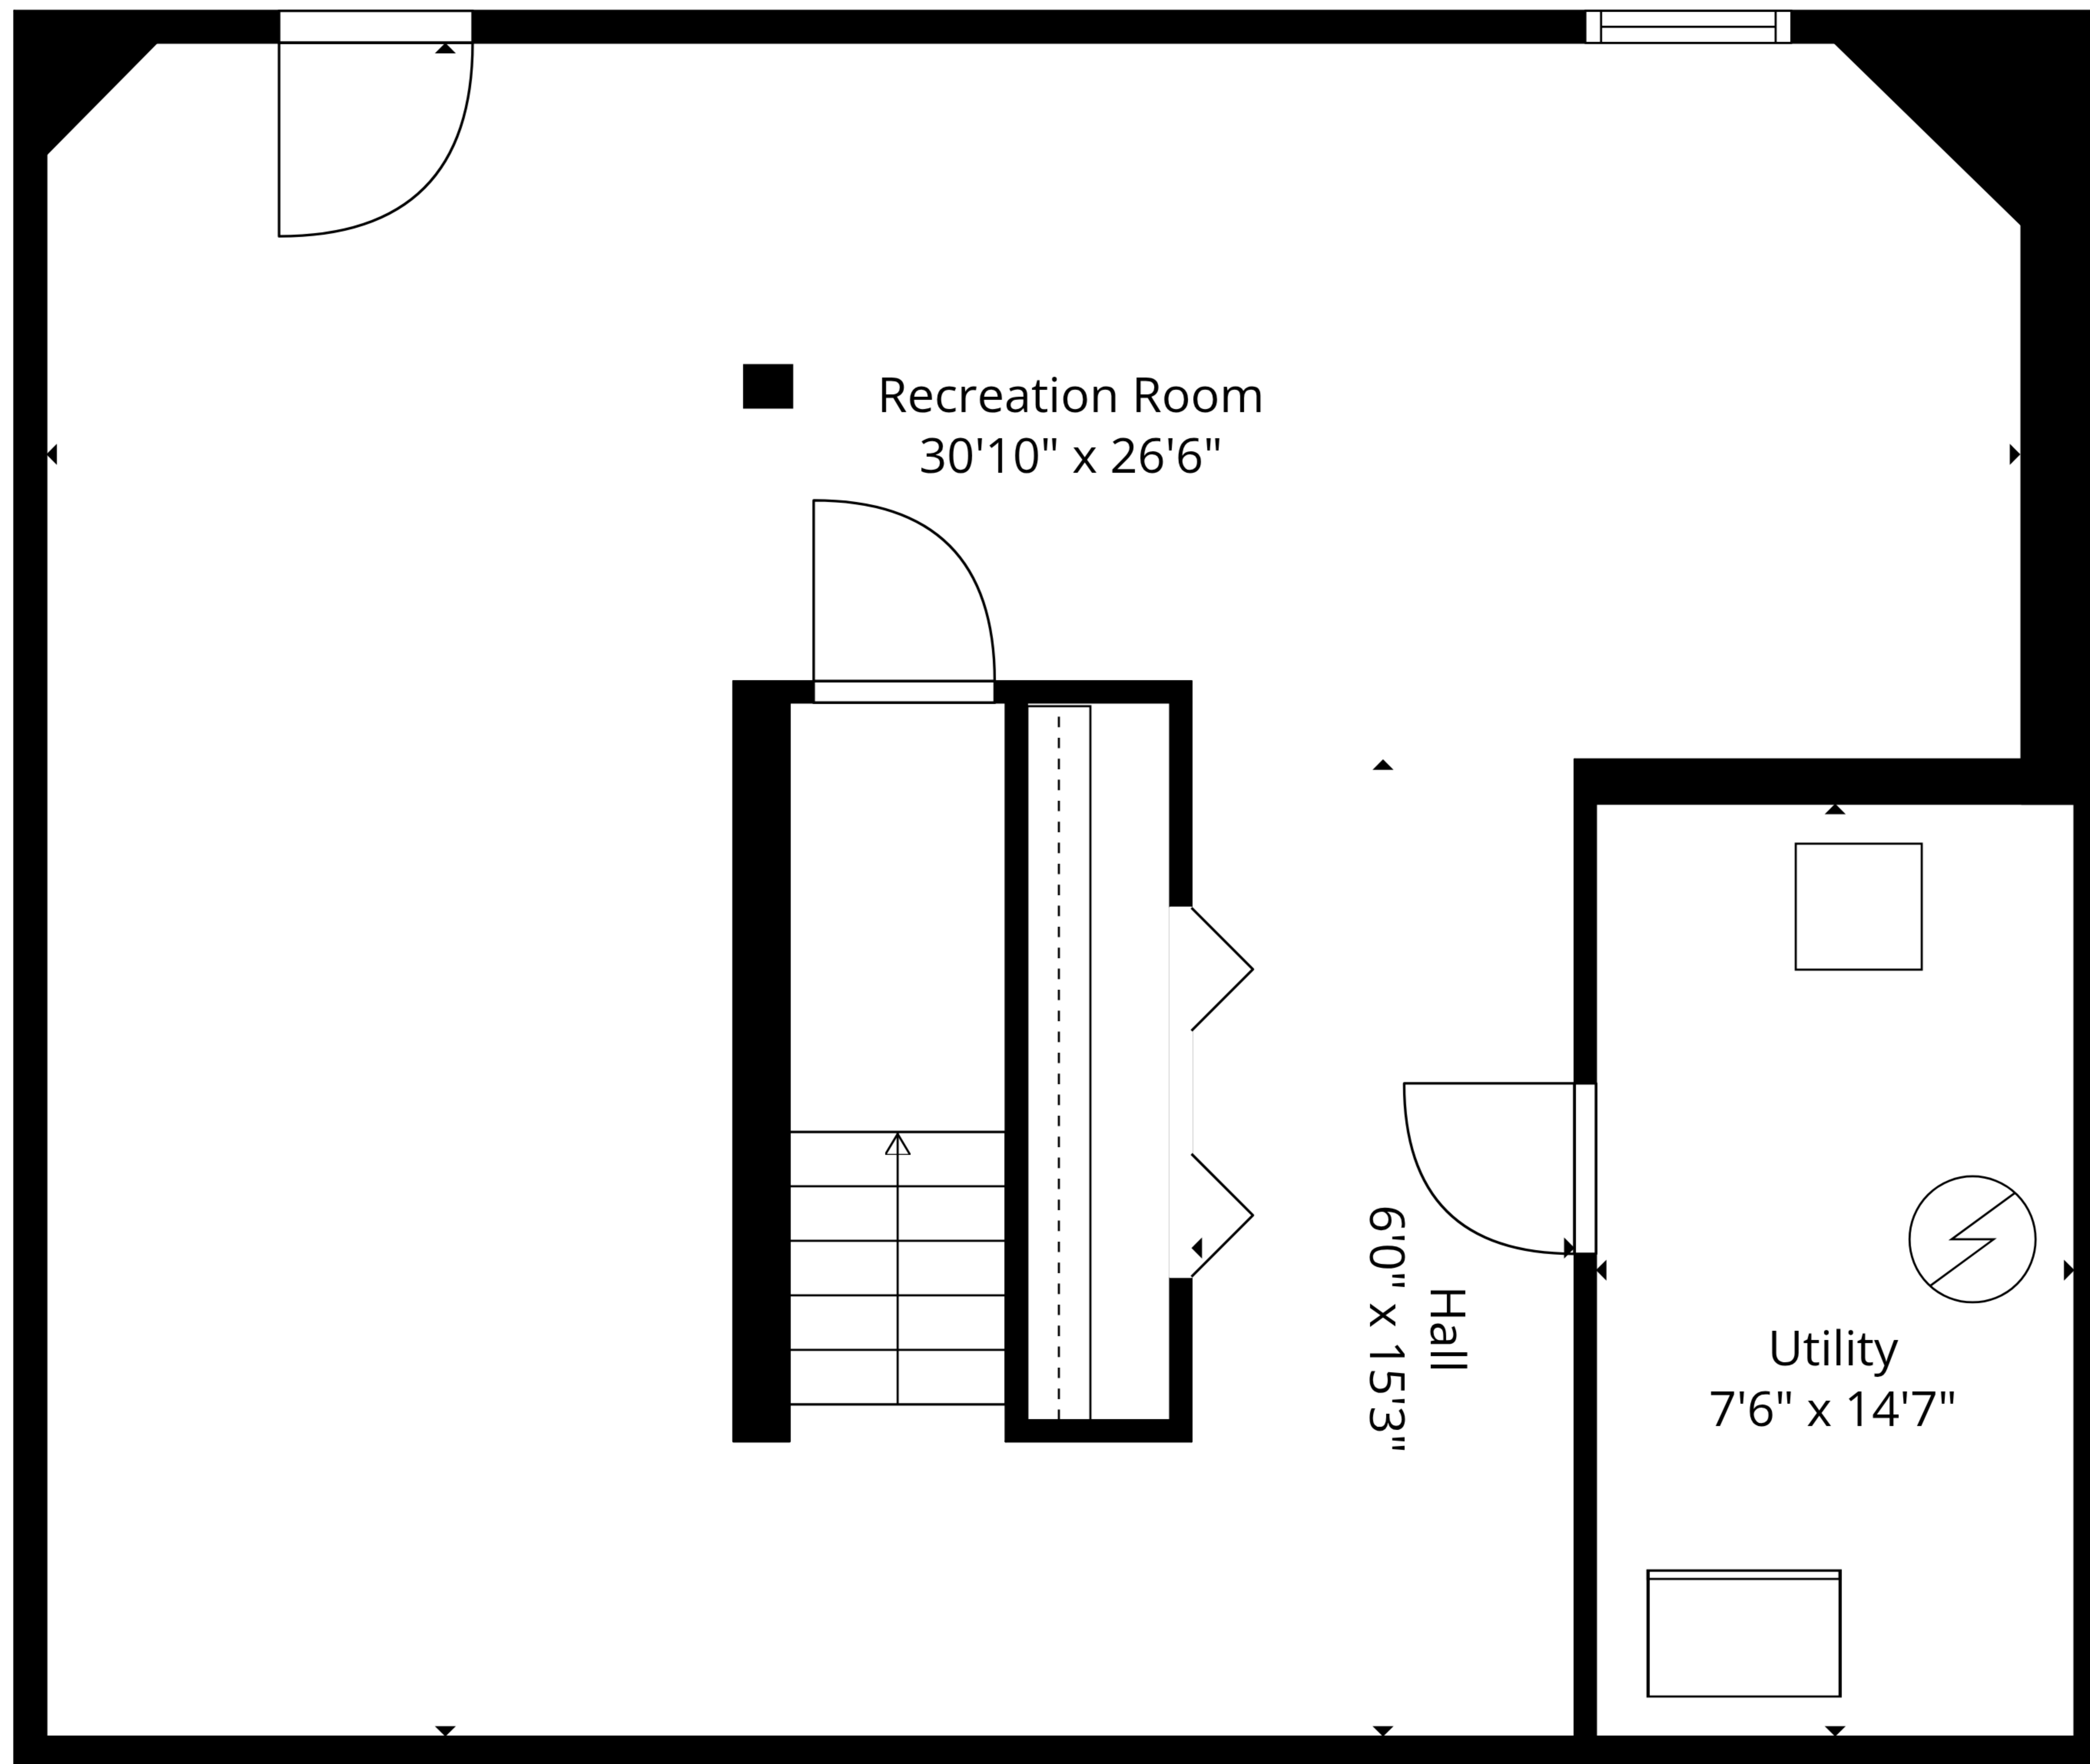 Recreation Room
30'10" x 26'6"
Hall
6'0" x 15'3"
Utility
7'6" x 14'7"